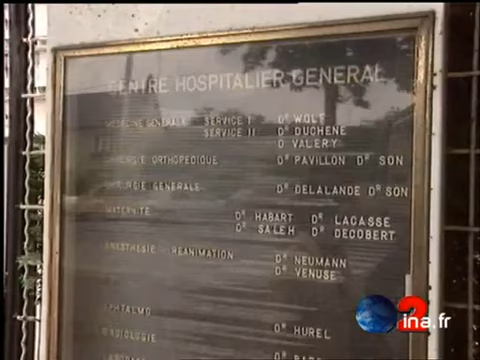 CENTRE HOSPITALIER GENERAL
MEDECINE GENERALE SERVICE I DR WOLF
SERVICE II DR DUCHENE
D VALERY
CHIRURGIE ORTHOPEDIQUE DR PAVILLON DR SON
CHIRURGIE GENERALE DR DELALANDE DR SON
MATERNITE DR HABART DR LACASSE
DR SALEH DR DECOBERT
ANESTHESIE - REANIMATION DR NEUMANN
DR VENUSE
OPHTALMO
DR HUREL
RADIOLOGIE
2
ina.fr